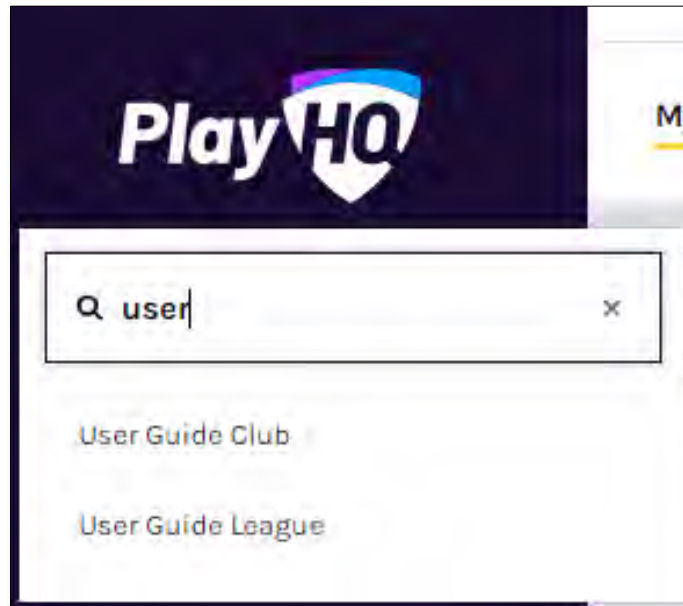 PlayHQ
M
user
User Guide Club
User Guide League